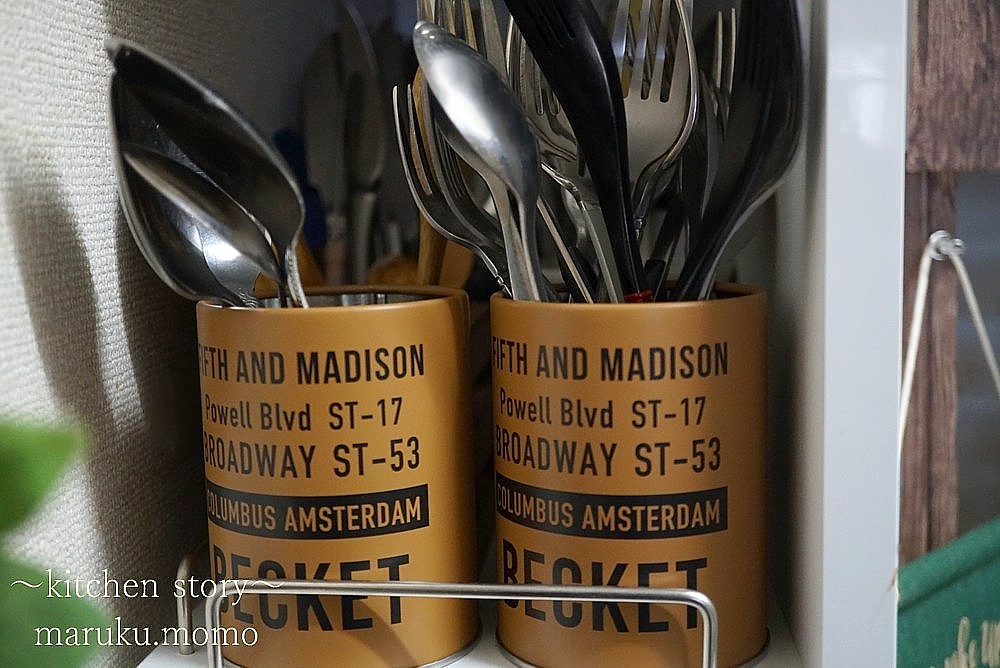 FIFTH AND MADISON
Powell Blvd ST-17
BROADWAY ST-53
COLUMBUS AMSTERDAM
BECKET
FIFTH AND MADISON
Powell Blvd ST-17
BROADWAY ST-53
COLUMBUS AMSTERDAM
BECKET
~kitchen story~
maruku.momo